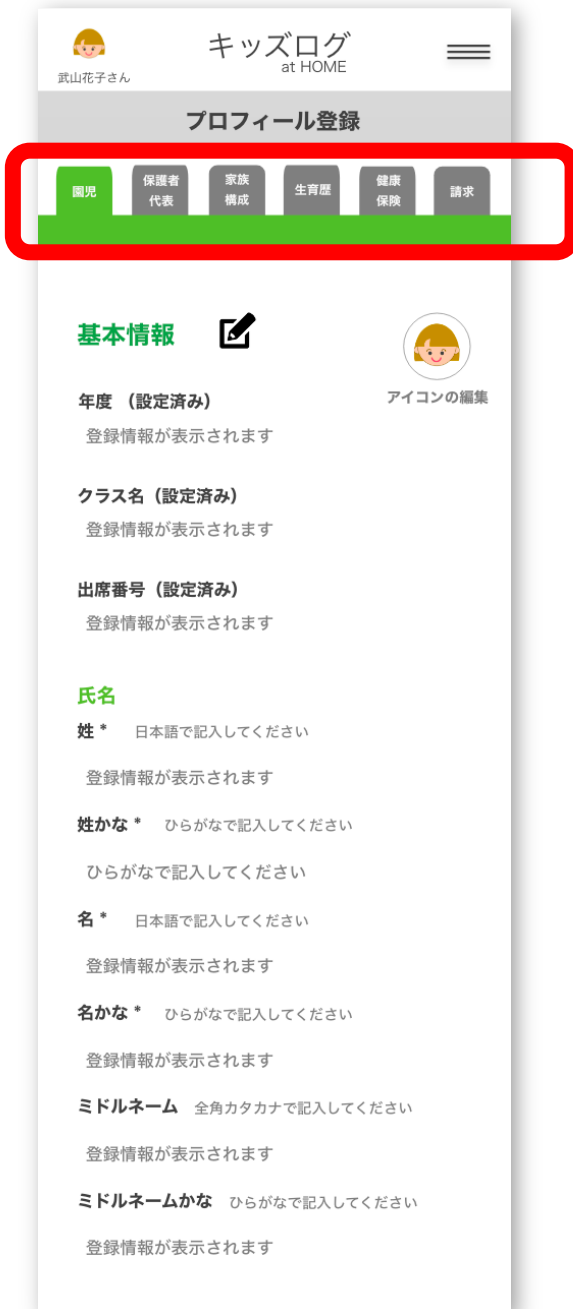 キッズログ
at HOME
武山花子さん
プロフィール登録
園児
保護者
代表
家族
構成
生育歴
健康
保険
請求
基本情報
アイコンの編集
年度 （設定済み）
登録情報が表示されます
クラス名（設定済み）
登録情報が表示されます
出席番号（設定済み）
登録情報が表示されます
氏名
姓 * 日本語で記入してください
登録情報が表示されます
姓かな * ひらがなで記入してください
ひらがなで記入してください
名 * 日本語で記入してください
登録情報が表示されます
名かな * ひらがなで記入してください
登録情報が表示されます
ミドルネーム 全角カタカナで記入してください
登録情報が表示されます
ミドルネームかな ひらがなで記入してください
登録情報が表示されます